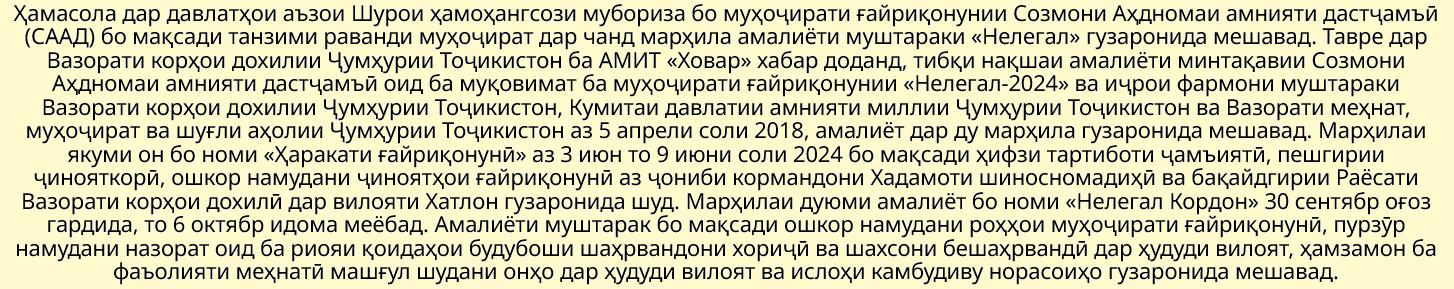 Ҳамасола дар давлатҳои аъзои Шурои ҳамоҳангсози мубориза бо муҳоҷирати ғайриқонунии Созмони Аҳдномаи амнияти дастҷамъӣ
(СААД) бо мақсади танзими раванди муҳоҷират дар чанд марҳила амалиёти муштараки «Нелегал» гузаронида мешавад. Тавре дар
Вазорати корҳои дохилии Ҷумҳурии Тоҷикистон ба АМИТ «Ховар» хабар доданд, тибқи нақшаи амалиёти минтақавии Созмони
Аҳдномаи амнияти дастҷамъӣ оид ба муқовимат ба муҳоҷирати ғайриқонунии «Нелегал-2024» ва иҷрои фармони муштараки
Вазорати корҳои дохилии Ҷумҳурии Тоҷикистон, Кумитаи давлатии амнияти миллии Ҷумҳурии Тоҷикистон ва Вазорати меҳнат,
муҳоҷират ва шуғли аҳолии Ҷумҳурии Тоҷикистон аз 5 апрели соли 2018, амалиёт дар ду марҳила гузаронида мешавад. Марҳилаи
якуми он бо номи «Ҳаракати ғайриқонунӣ» аз 3 июн то 9 июни соли 2024 бо мақсади ҳифзи тартиботи ҷамъиятӣ, пешгирии
ҷинояткорӣ, ошкор намудани ҷиноятҳои ғайриқонунӣ аз ҷониби кормандони Хадамоти шиносномадиҳӣ ва бақайдгирии Раёсати
Вазорати корҳои дохилӣ дар вилояти Хатлон гузаронида шуд. Марҳилаи дуюми амалиёт бо номи «Нелегал Кордон» 30 сентябр оғоз
гардида, то 6 октябр идома меёбад. Амалиёти муштарак бо мақсади ошкор намудани роҳҳои муҳоҷирати ғайриқонунӣ, пурзӯр
намудани назорат оид ба риояи қоидаҳои будубоши шаҳрвандони хориҷӣ ва шахсони бешаҳрвандӣ дар ҳудуди вилоят, ҳамзамон ба
фаъолияти меҳнатӣ машғул шудани онҳо дар ҳудуди вилоят ва ислоҳи камбудиву норасоиҳо гузаронида мешавад.